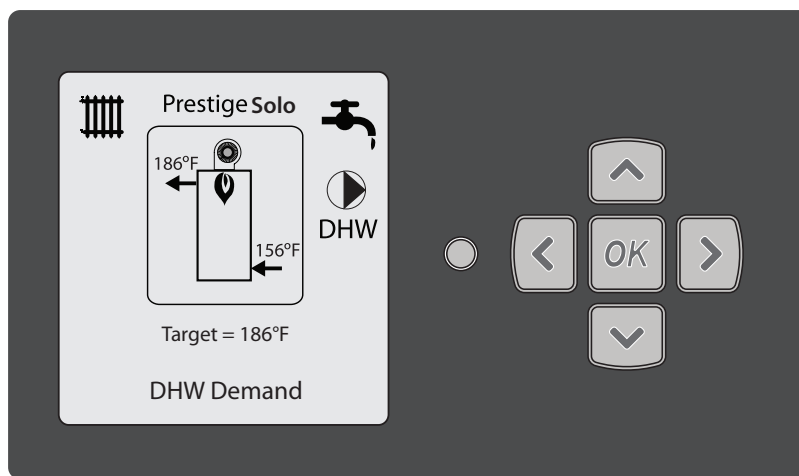 Prestige Solo
186°F
DHW
156°F
Target = 186°F
DHW Demand
OK